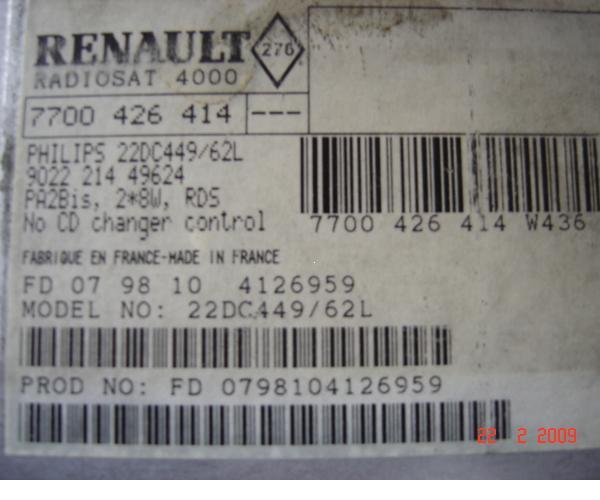 RENAULT 276
RADIOSAT 4000
7700 426 414 ---
PHILIPS 22DC449/62L
9022 214 49624
PA2Bis, 2*8W, RDS
No CD changer control
7700 426 414 W436
FABRIQUE EN FRANCE-MADE IN FRANCE
FD 07 98 10 4126959
MODEL NO: 22DC449/62L
PROD NO: FD 0798104126959
22 2 2009